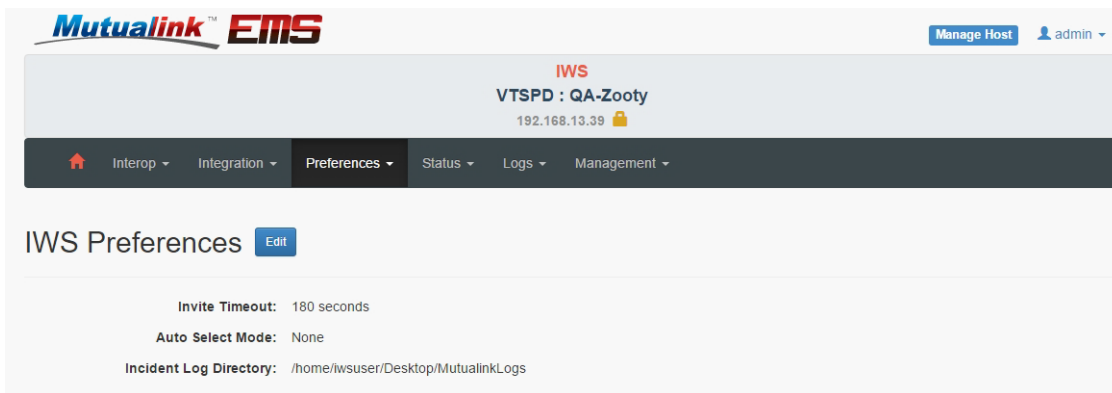 Mutualink™ EMS
Manage Host admin
IWS
VTSPD : QA-Zooty
192.168.13.39
Interop Integration Preferences Status Logs Management
IWS Preferences Edit
Invite Timeout: 180 seconds
Auto Select Mode: None
Incident Log Directory: /home/iwsuser/Desktop/MutualinkLogs